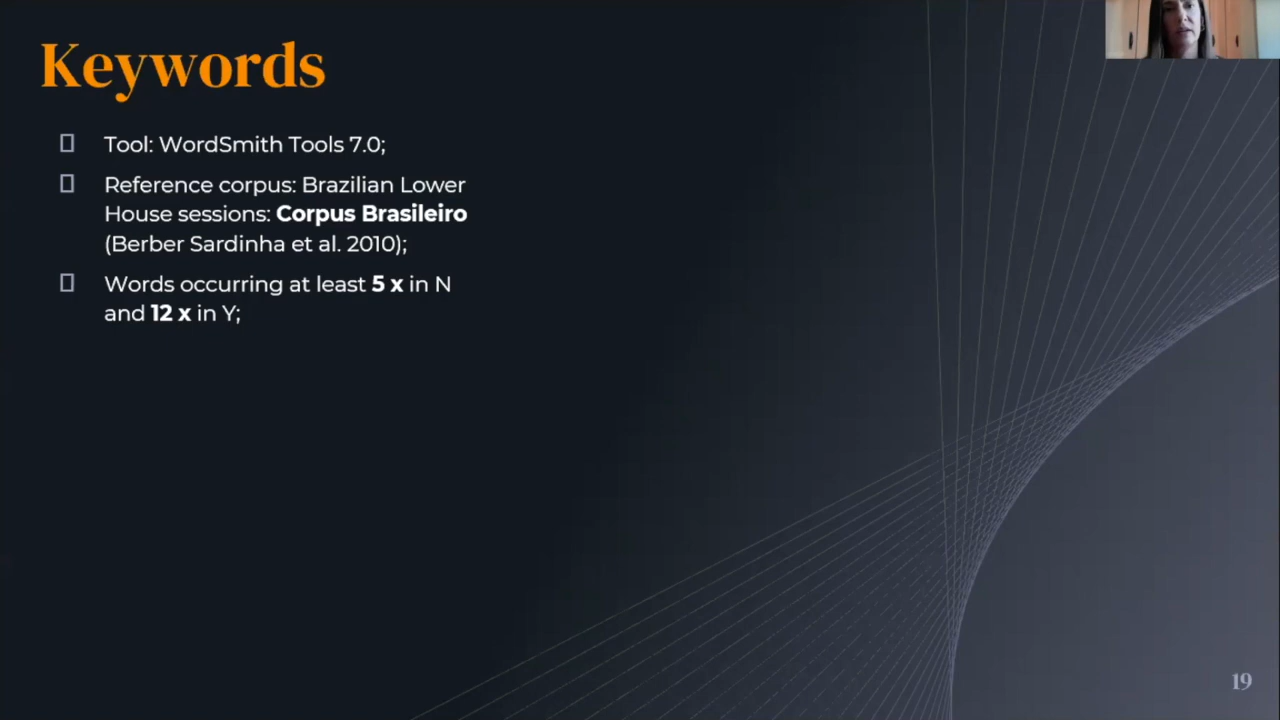 Keywords
Tool: WordSmith Tools 7.0;
Reference corpus: Brazilian Lower
House sessions: Corpus Brasileiro
(Berber Sardinha et al. 2010);
Words occurring at least 5 x in N
and 12 x in Y;
19